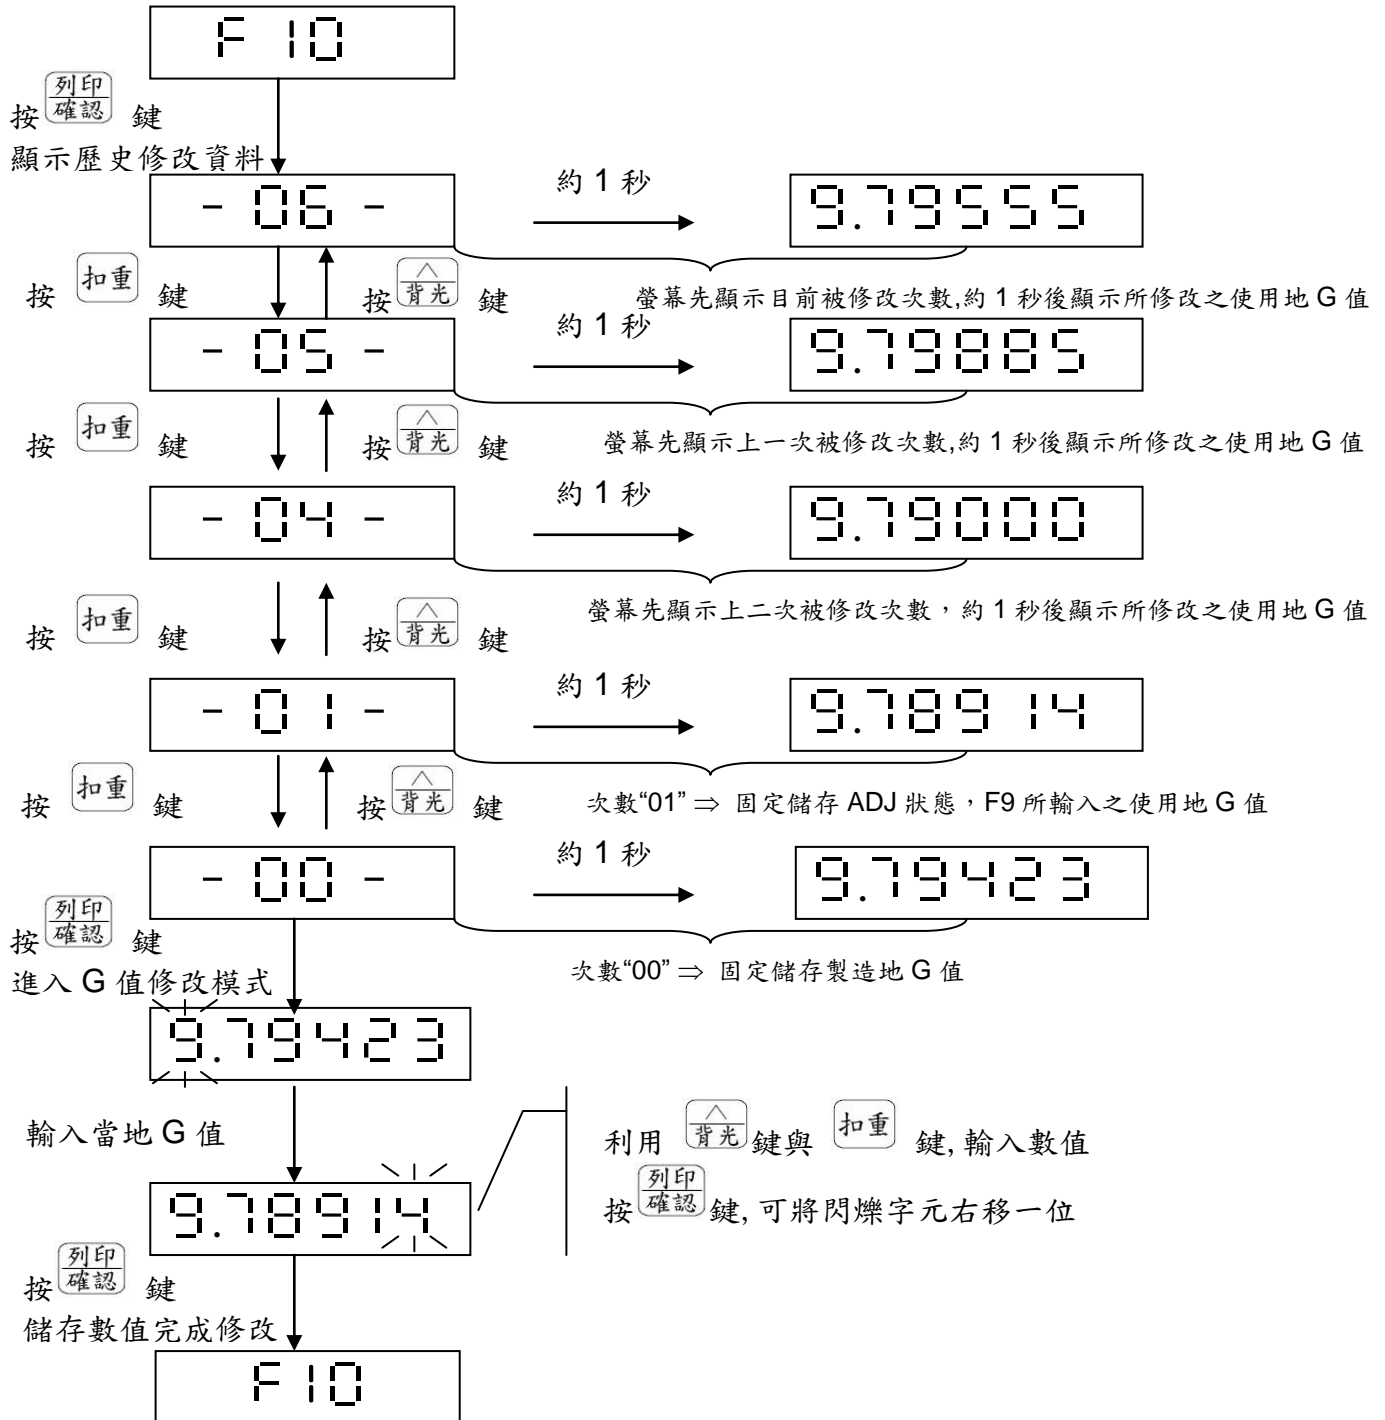 F 10
按 列印 確認 鍵
顯示歷史修改資料
- 06 - 約 1 秒 9.79555
按 扣重 鍵 按 背光 鍵 螢幕先顯示目前被修改次數,約 1 秒後顯示所修改之使用地 G 值
- 05 - 約 1 秒 9.79885
按 扣重 鍵 按 背光 鍵 螢幕先顯示上一次被修改次數,約 1 秒後顯示所修改之使用地 G 值
- 04 - 約 1 秒 9.79000
按 扣重 鍵 按 背光 鍵 螢幕先顯示上二次被修改次數，約 1 秒後顯示所修改之使用地 G 值
- 01 - 約 1 秒 9.78914
按 扣重 鍵 按 背光 鍵 次數“01” ⇒ 固定儲存 ADJ 狀態，F9 所輸入之使用地 G 值
- 00 - 約 1 秒 9.79423
按 列印 確認 鍵
進入 G 值修改模式 次數“00” ⇒ 固定儲存製造地 G 值
9.79423
輸入當地 G 值 利用 背光 鍵與 扣重 鍵, 輸入數值
9.78914 按 列印 確認 鍵, 可將閃爍字元右移一位
按 列印 確認 鍵
儲存數值完成修改
F10